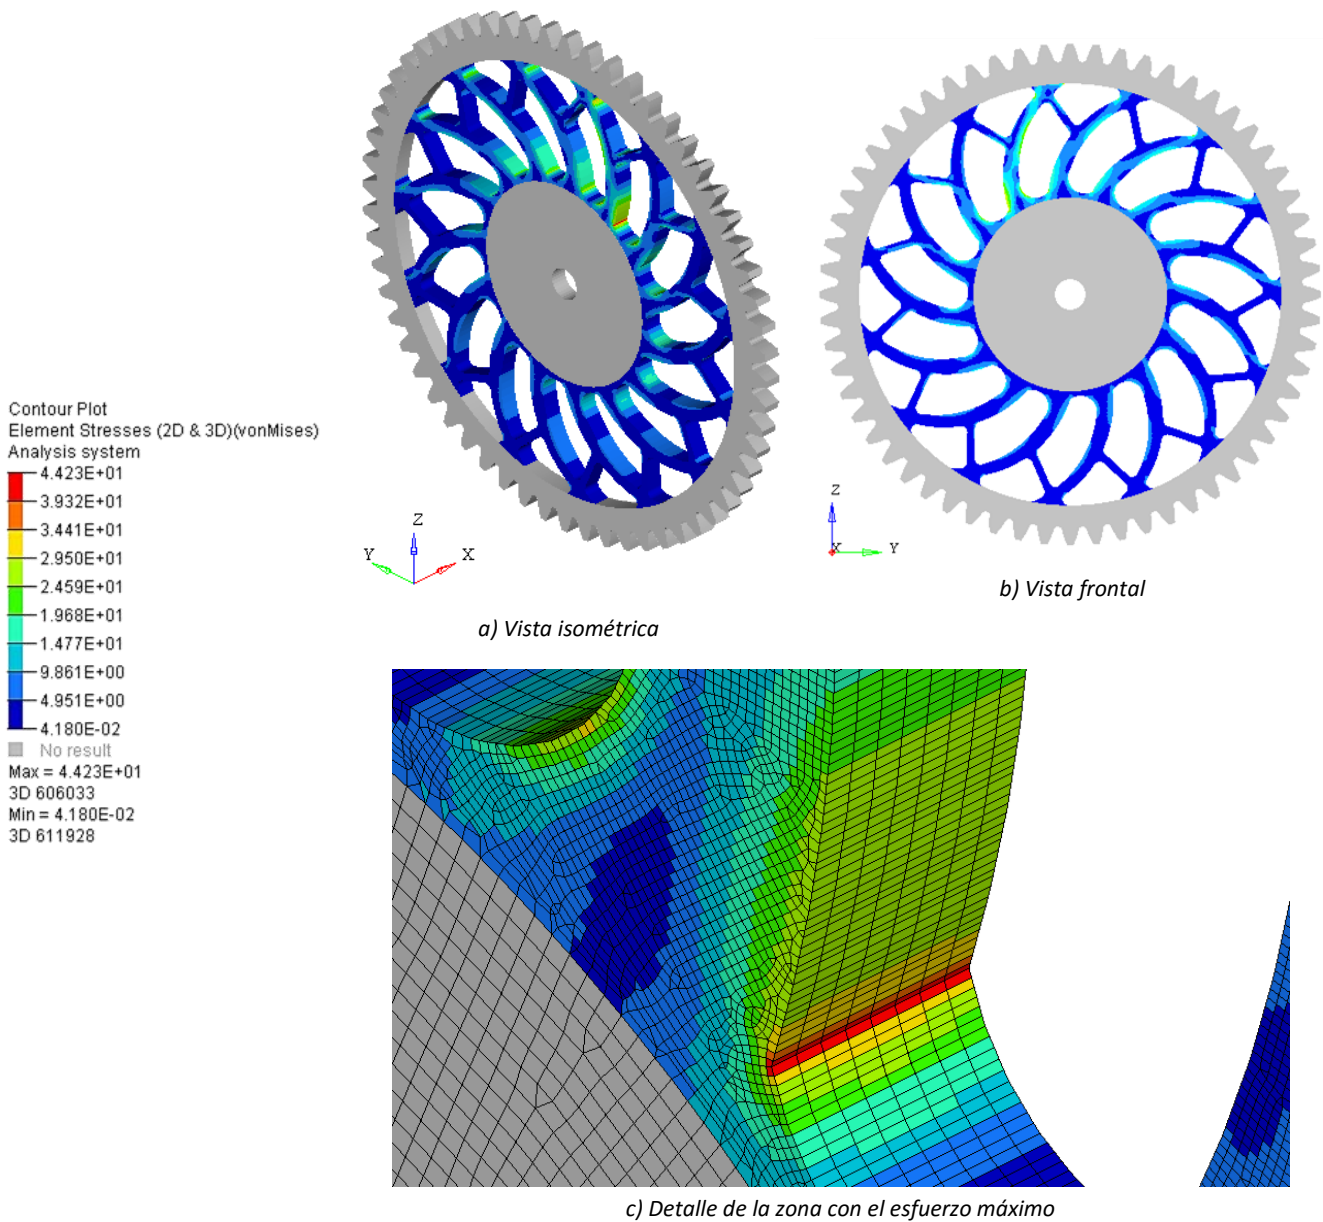 Contour Plot
Element Stresses (2D & 3D)(vonMises)
Analysis system
4.423E+01
3.932E+01
3.441E+01
2.950E+01
2.459E+01
1.968E+01
1.477E+01
9.861E+00
4.951E+00
4.180E-02
No result
Max = 4.423E+01
3D 606033
Min = 4.180E-02
3D 611928
Z
Y
X
a) Vista isométrica
Z
X
Y
b) Vista frontal
c) Detalle de la zona con el esfuerzo máximo